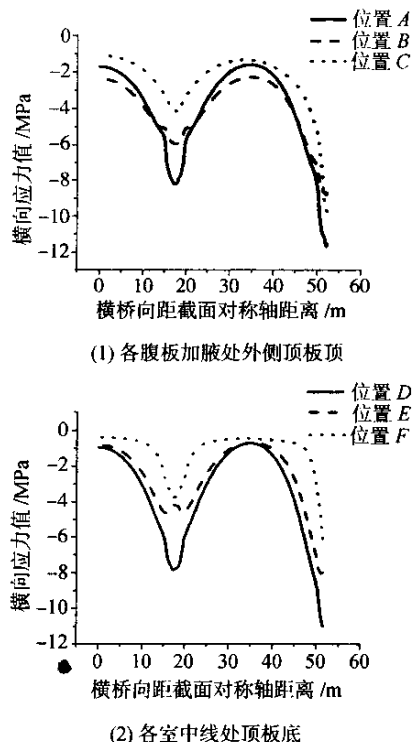 位置 A
位置 B
位置 C
0
−2
−4
−6
−8
−10
−12
横向应力值 /MPa
0 10 20 30 40 50 60
横桥向距截面对称轴距离 /m
(1) 各腹板加腋处外侧顶板顶
位置 D
位置 E
位置 F
0
−2
−4
−6
−8
−10
−12
横向应力值 /MPa
0 10 20 30 40 50 60
横桥向距截面对称轴距离 /m
(2) 各室中线处顶板底